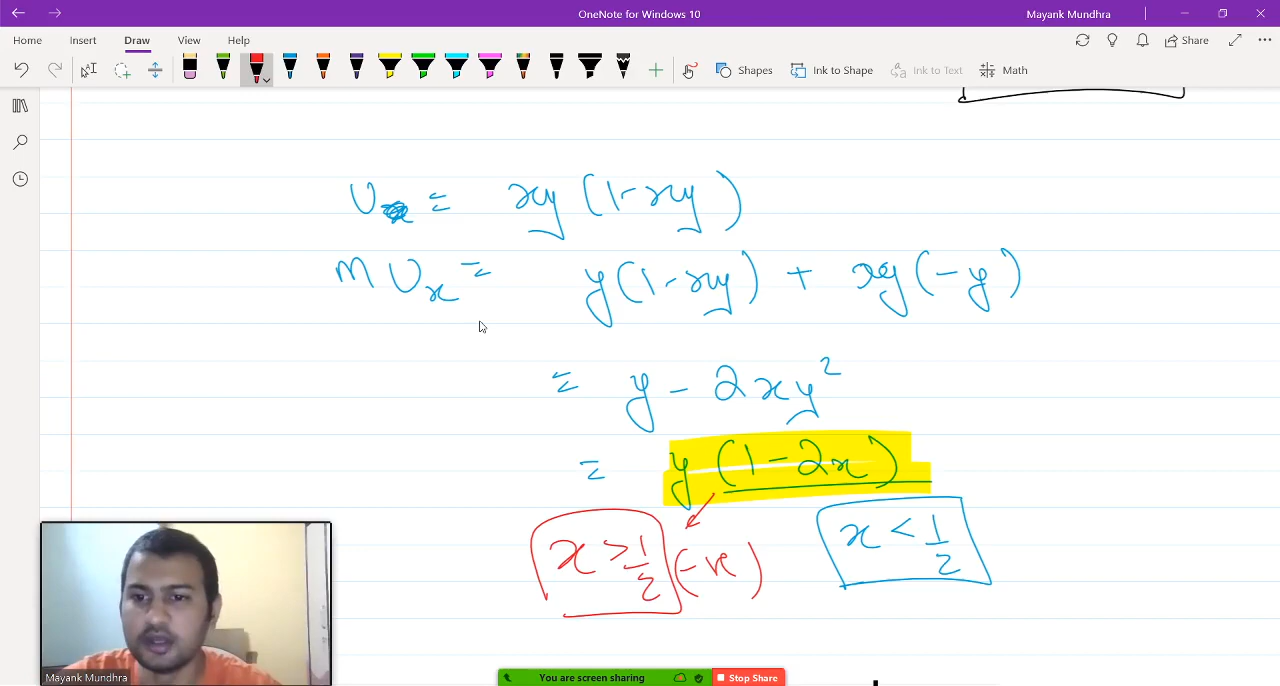 OneNote for Windows 10
Mayank Mundhra
Home Insert Draw View Help
Share
Shapes Ink to Shape Ink to Text Math
U = xy (1-xy)
MUx = y(1-xy) + xy(-y)
= y - 2xy²
= y (1-2x)
x > 1/2 (-ve) x < 1/2
Mayank Mundhra
You are screen sharing Stop Share